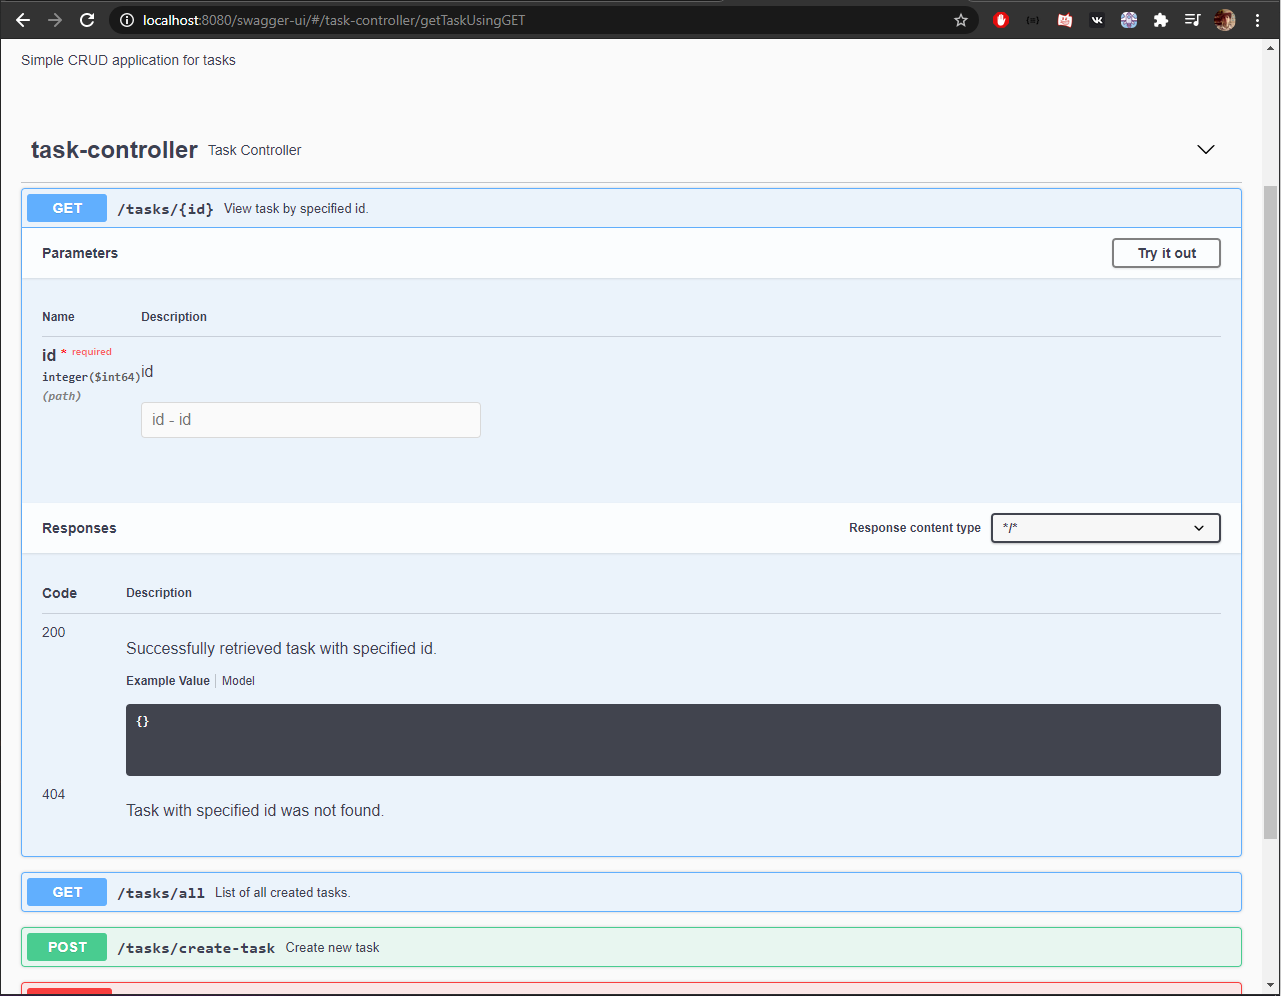 localhost:8080/swagger-ui/#/task-controller/getTaskUsingGET
Simple CRUD application for tasks
task-controller Task Controller
GET /tasks/{id} View task by specified id.
Parameters Try it out
Name Description
id * required
integer($int64) id
(path)
id - id
Responses Response content type */*
Code Description
200
Successfully retrieved task with specified id.
Example Value Model
{}
404
Task with specified id was not found.
GET /tasks/all List of all created tasks.
POST /tasks/create-task Create new task